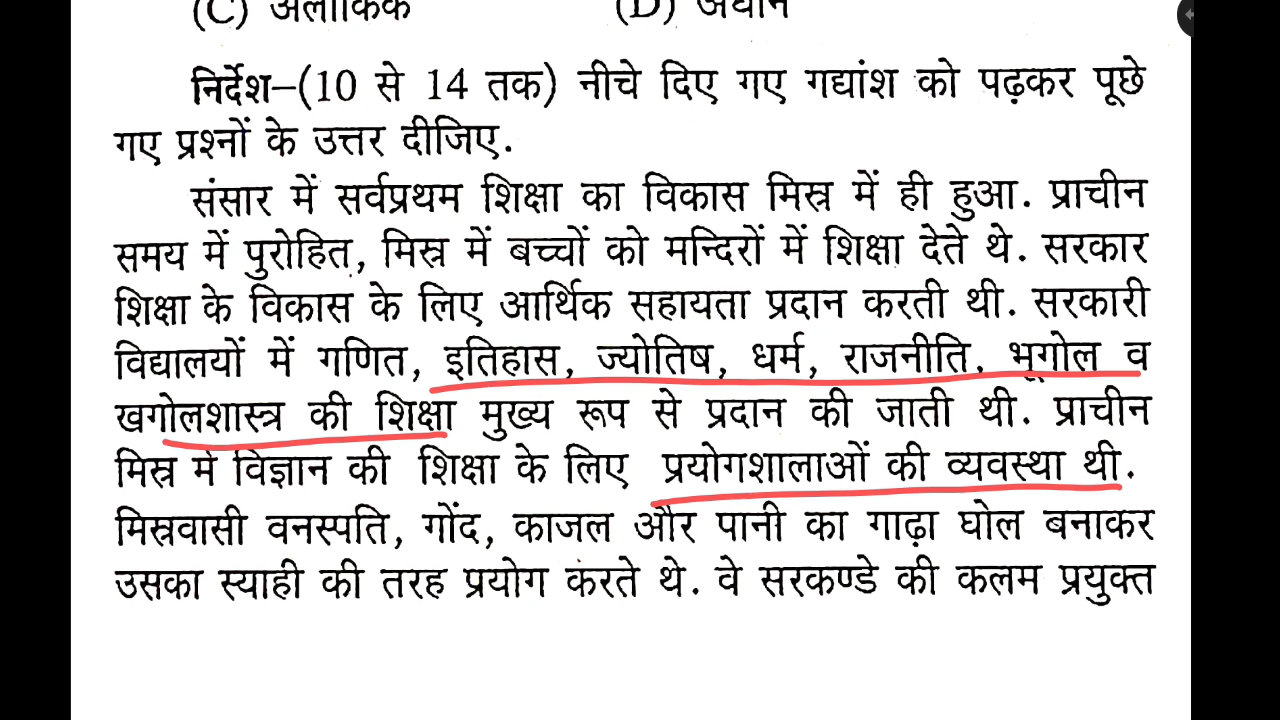 (C) अलौकिक (D) अधीन
निर्देश–(10 से 14 तक) नीचे दिए गए गद्यांश को पढ़कर पूछे
गए प्रश्नों के उत्तर दीजिए.
संसार में सर्वप्रथम शिक्षा का विकास मिस्र में ही हुआ. प्राचीन
समय में पुरोहित, मिस्र में बच्चों को मन्दिरों में शिक्षा देते थे. सरकार
शिक्षा के विकास के लिए आर्थिक सहायता प्रदान करती थी. सरकारी
विद्यालयों में गणित, इतिहास, ज्योतिष, धर्म, राजनीति, भूगोल व
खगोलशास्त्र की शिक्षा मुख्य रूप से प्रदान की जाती थी. प्राचीन
मिस्र में विज्ञान की शिक्षा के लिए प्रयोगशालाओं की व्यवस्था थी.
मिस्रवासी वनस्पति, गोंद, काजल और पानी का गाढ़ा घोल बनाकर
उसका स्याही की तरह प्रयोग करते थे. वे सरकण्डे की कलम प्रयुक्त